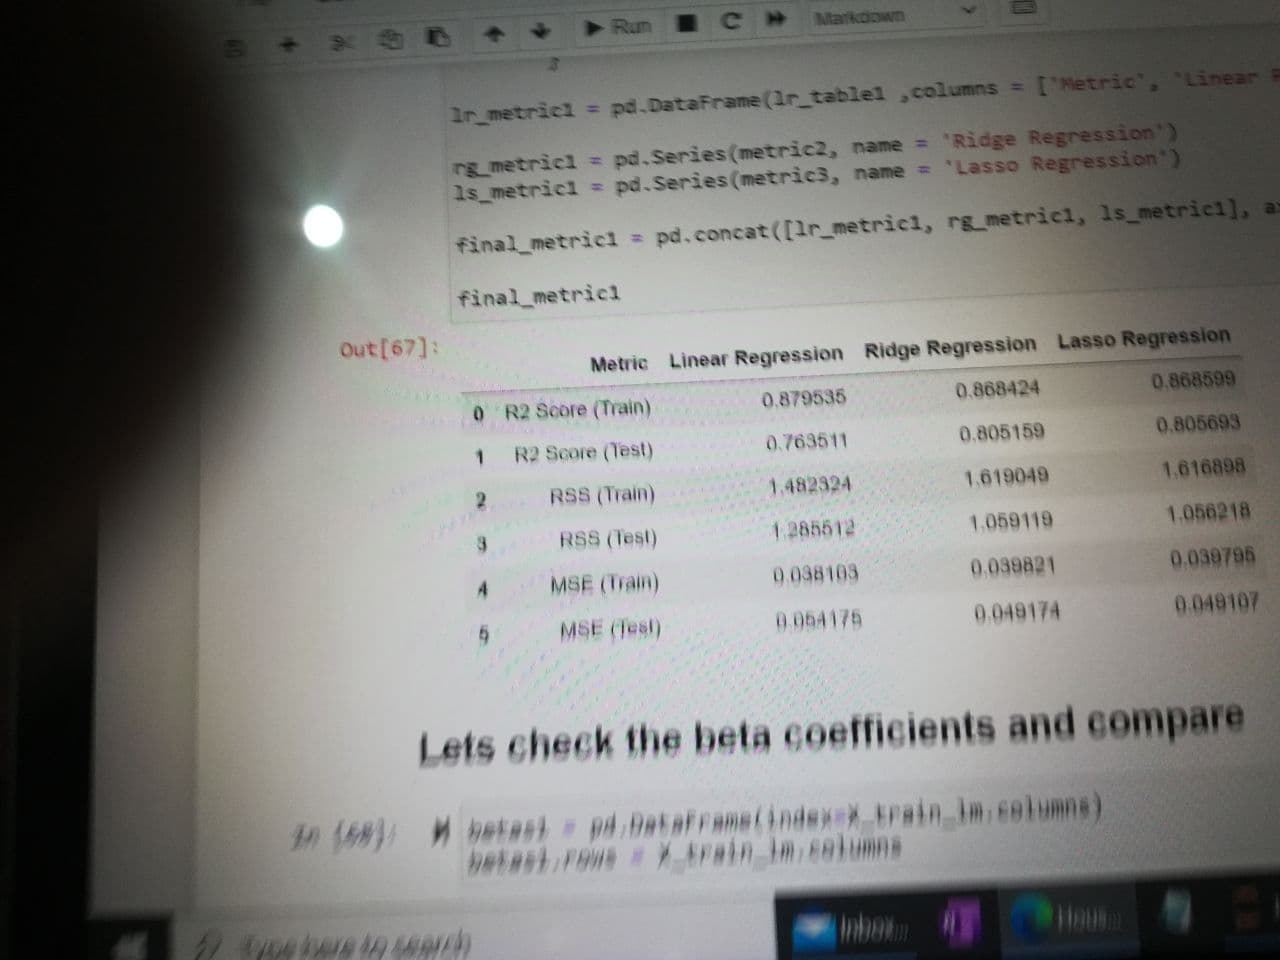 Run Markdown
3
lr_metric1 = pd.DataFrame(lr_table1 ,columns = ['Metric', 'Linear
rg_metric1 = pd.Series(metric2, name = 'Ridge Regression')
ls_metric1 = pd.Series(metric3, name = 'Lasso Regression')
final_metric1 = pd.concat([lr_metric1, rg_metric1, ls_metric1],
final_metric1
Out[67]:
Metric Linear Regression Ridge Regression Lasso Regression
0 R2 Score (Train) 0.879535 0.868424 0.868599
1 R2 Score (Test) 0.763511 0.805159 0.805693
2 RSS (Train) 1.482324 1.619049 1.616898
3 RSS (Test) 1.285512 1.059119 1.056218
4 MSE (Train) 0.038103 0.039821 0.039795
5 MSE (Test) 0.054175 0.049174 0.049107
Lets check the beta coefficients and compare
In [68]: betas1 = pd.DataFrame(index=X_train_lm.columns)
betas1.rows = X_train_lm.columns
Type here to search Inbox... Hous...